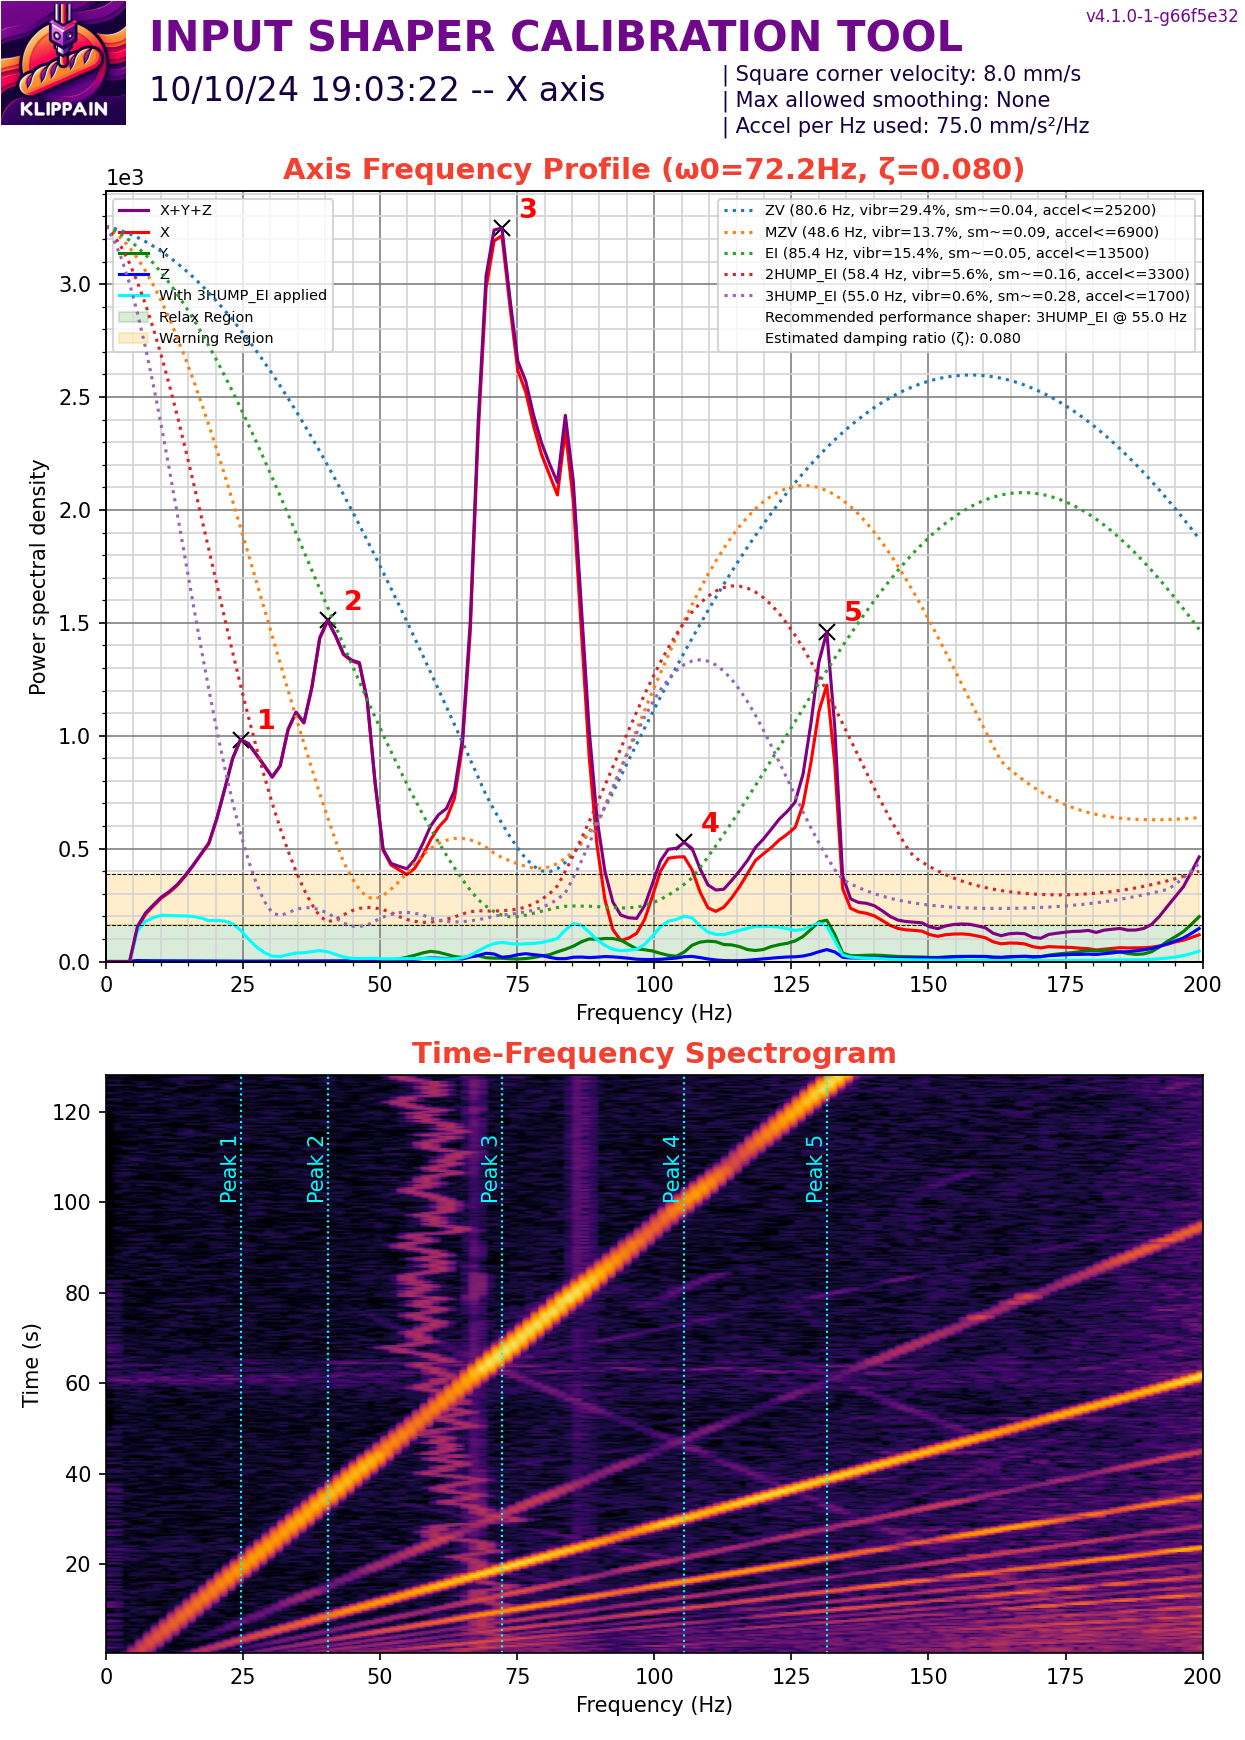 v4.1.0-1-g66f5e32
INPUT SHAPER CALIBRATION TOOL
10/10/24 19:03:22 -- X axis
| Square corner velocity: 8.0 mm/s
| Max allowed smoothing: None
| Accel per Hz used: 75.0 mm/s²/Hz
KLIPPAIN
Axis Frequency Profile (ω0=72.2Hz, ζ=0.080)
1e3
X+Y+Z
X
Y
Z
With 3HUMP_EI applied
Relax Region
Warning Region
ZV (80.6 Hz, vibr=29.4%, sm~=0.04, accel<=25200)
MZV (48.6 Hz, vibr=13.7%, sm~=0.09, accel<=6900)
EI (85.4 Hz, vibr=15.4%, sm~=0.05, accel<=13500)
2HUMP_EI (58.4 Hz, vibr=5.6%, sm~=0.16, accel<=3300)
3HUMP_EI (55.0 Hz, vibr=0.6%, sm~=0.28, accel<=1700)
Recommended performance shaper: 3HUMP_EI @ 55.0 Hz
Estimated damping ratio (ζ): 0.080
1
2
3
4
5
Power spectral density
3.0
2.5
2.0
1.5
1.0
0.5
0.0
0 25 50 75 100 125 150 175 200
Frequency (Hz)
Time-Frequency Spectrogram
Time (s)
120
100
80
60
40
20
Peak 1
Peak 2
Peak 3
Peak 4
Peak 5
0 25 50 75 100 125 150 175 200
Frequency (Hz)